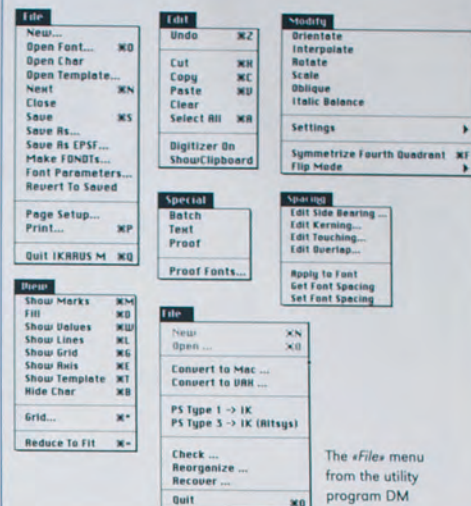 File
New...
Open Font... ⌘O
Open Char
Open Template...
Next ⌘N
Close
Save ⌘S
Save As...
Save As EPSF...
Make FONDTs...
Font Parameters...
Revert To Saved
Page Setup...
Print... ⌘P
Quit IKARUS M ⌘Q
Edit
Undo ⌘Z
Cut ⌘X
Copy ⌘C
Paste ⌘V
Clear
Select All ⌘A
Digitizer On
ShowClipboard
Modify
Orientate
Interpolate
Rotate
Scale
Oblique
Italic Balance
Settings
Symmetrize Fourth Quadrant ⌘F
Flip Mode
Special
Batch
Text
Proof
Proof Fonts...
Spacing
Edit Side Bearing ...
Edit Kerning...
Edit Touching...
Edit Overlap...
Apply to Font
Get Font Spacing
Set Font Spacing
View
Show Marks ⌘M
Fill
Show Values ⌘W
Show Lines ⌘L
Show Grid ⌘G
Show Axis ⌘E
Show Template ⌘T
Hide Char ⌘B
Grid... ⌘*
Reduce To Fit ⌘=
File
New ⌘N
Open ... ⌘O
Convert to Mac ...
Convert to VAX ...
PS Type 1 -> IK
PS Type 3 -> IK (Altsys)
Check ...
Reorganize ...
Recover ...
Quit ⌘Q
The «File» menu
from the utility
program DM